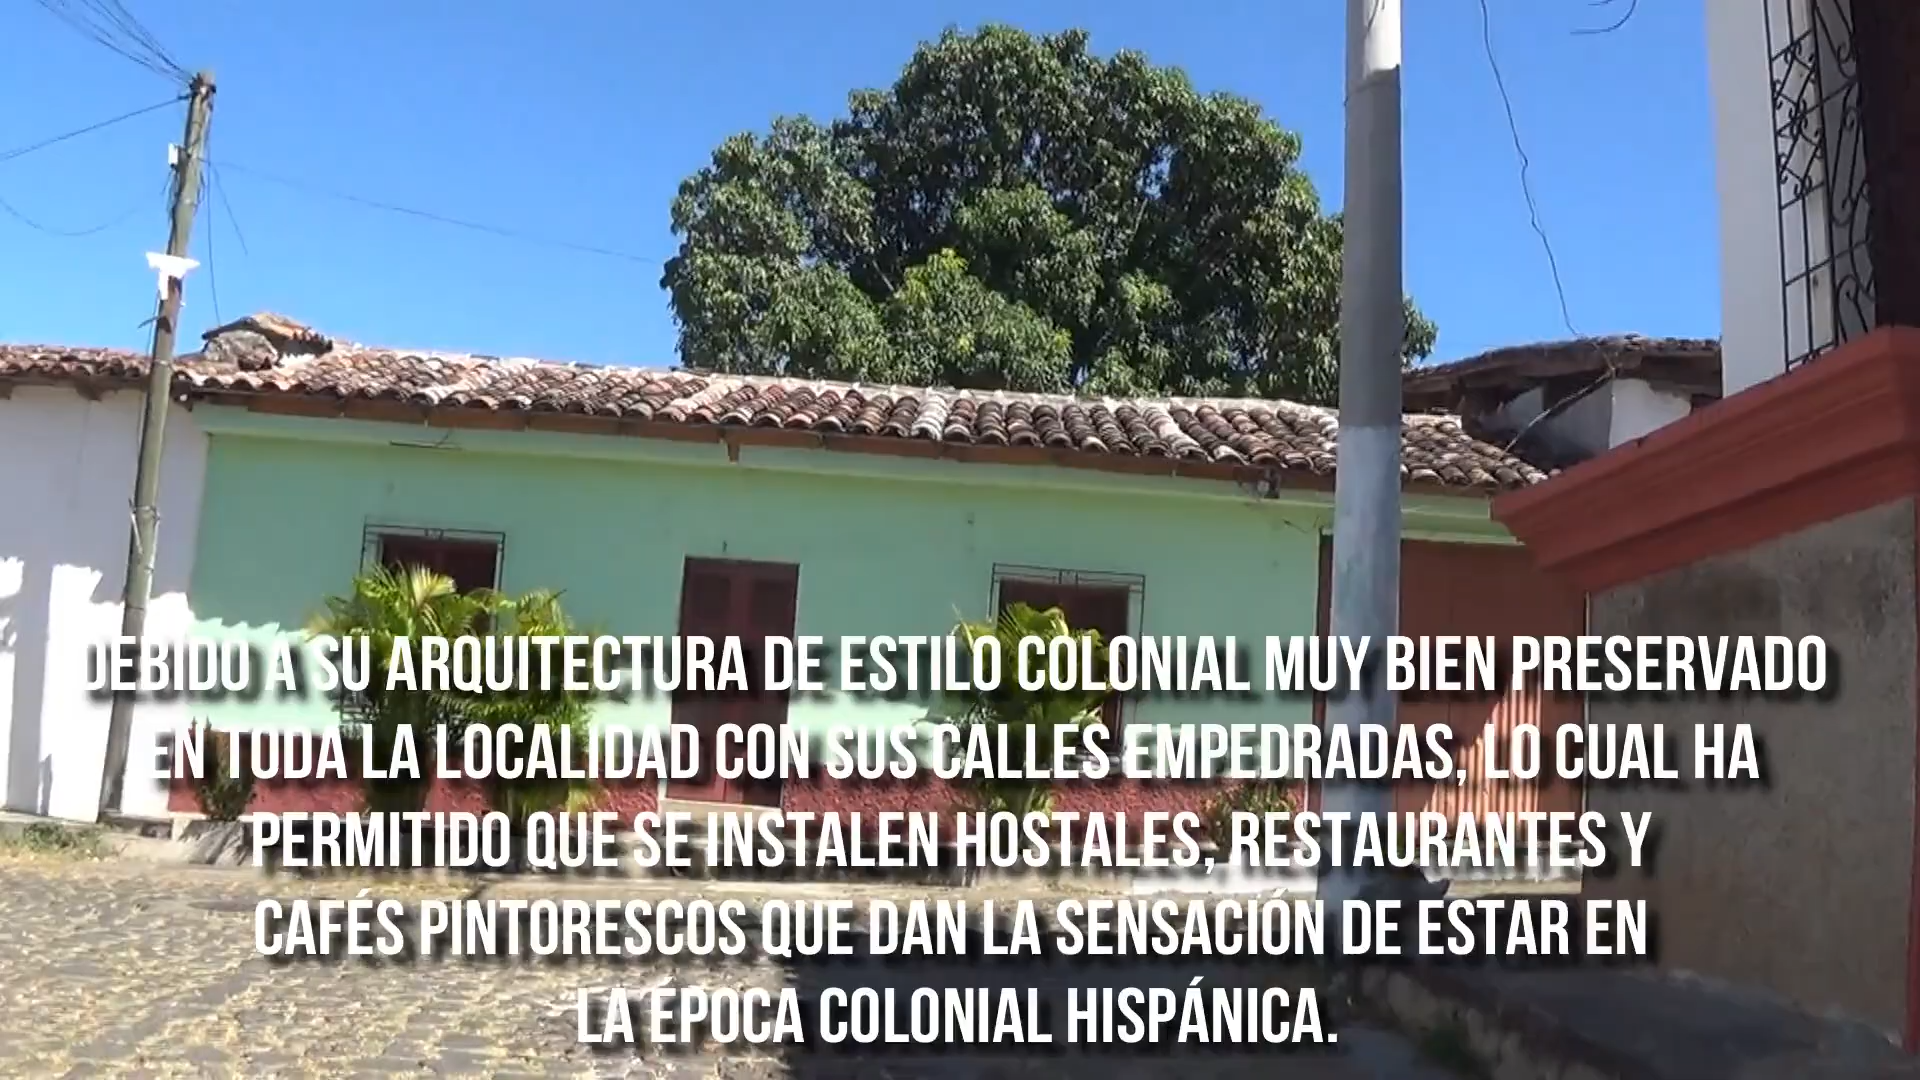 DEBIDO A SU ARQUITECTURA DE ESTILO COLONIAL MUY BIEN PRESERVADO
EN TODA LA LOCALIDAD CON SUS CALLES EMPEDRADAS, LO CUAL HA
PERMITIDO QUE SE INSTALEN HOSTALES, RESTAURANTES Y
CAFÉS PINTORESCOS QUE DAN LA SENSACIÓN DE ESTAR EN
LA ÉPOCA COLONIAL HISPÁNICA.